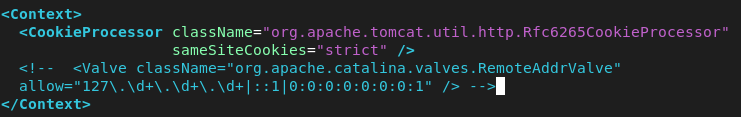 <Context>
  <CookieProcessor className="org.apache.tomcat.util.http.Rfc6265CookieProcessor"
                   sameSiteCookies="strict" />
  <!--  <Valve className="org.apache.catalina.valves.RemoteAddrValve"
  allow="127\.\d+\.\d+\.\d+|::1|0:0:0:0:0:0:0:1" /> -->
</Context>